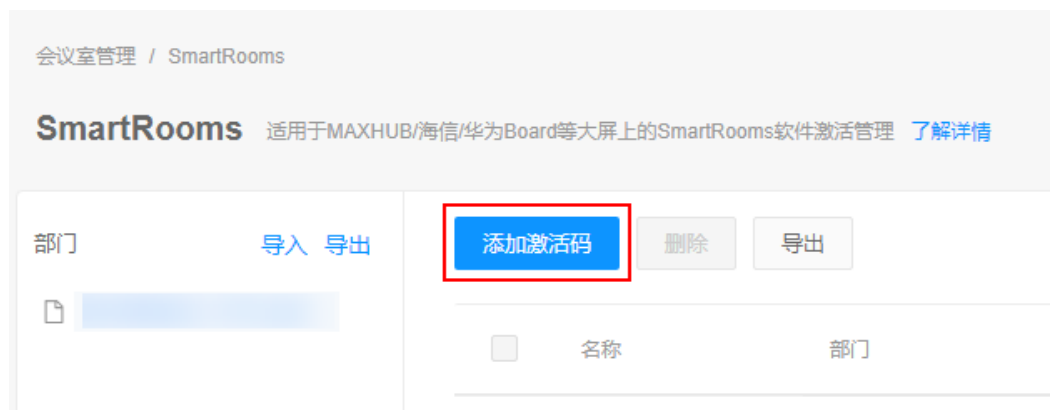 会议室管理 / SmartRooms
SmartRooms 适用于MAXHUB/海信/华为Board等大屏上的SmartRooms软件激活管理 了解详情
部门 导入 导出 添加激活码 删除 导出
名称 部门